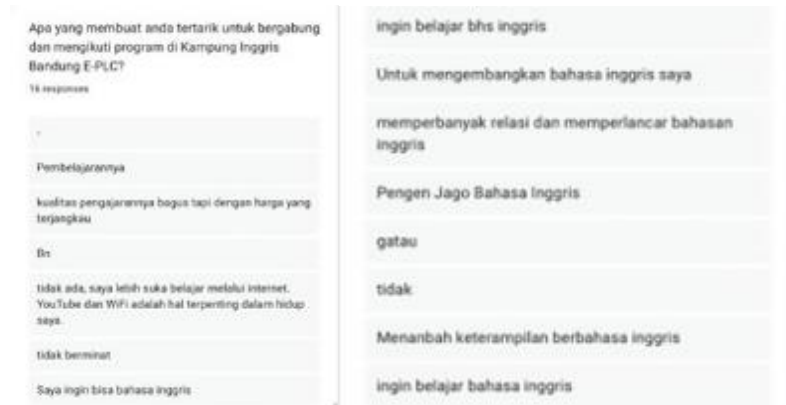 Apa yang membuat anda tertarik untuk bergabung
dan mengikuti program di Kampung Inggris
Bandung E-PLC?
16 responses
-
Pembelajarannya
kualitas pengajarannya bagus tapi dengan harga yang
terjangkau
tidak ada, saya lebih suka belajar melalui internet.
YouTube dan WiFi adalah hal terpenting dalam hidup
saya.
tidak berminat
Saya ingin bisa bahasa inggris
ingin belajar bhs inggris
Untuk mengembangkan bahasa inggris saya
memperbanyak relasi dan memperlancar bahasan
inggris
Pengen Jago Bahasa Inggris
gatau
tidak
Menanbah keterampilan berbahasa inggris
ingin belajar bahasa inggris